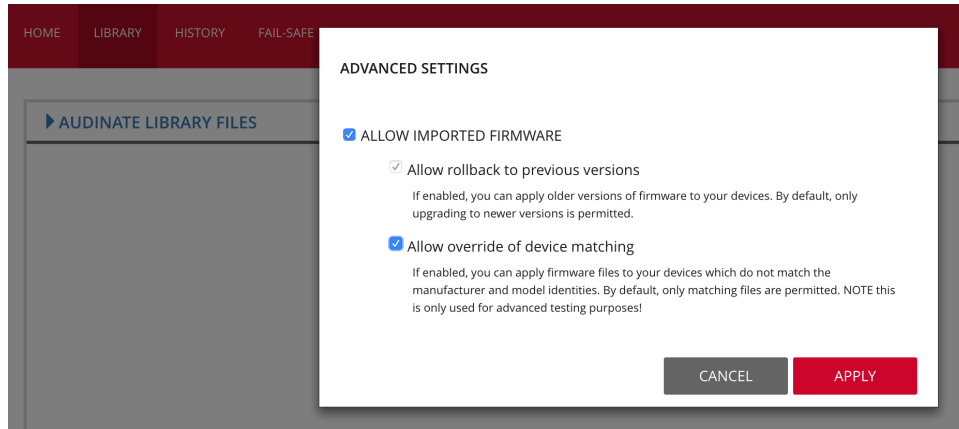 HOME LIBRARY HISTORY FAIL-SAFE
ADVANCED SETTINGS
AUDINATE LIBRARY FILES
ALLOW IMPORTED FIRMWARE
Allow rollback to previous versions
If enabled, you can apply older versions of firmware to your devices. By default, only
upgrading to newer versions is permitted.
Allow override of device matching
If enabled, you can apply firmware files to your devices which do not match the
manufacturer and model identities. By default, only matching files are permitted. NOTE this
is only used for advanced testing purposes!
CANCEL APPLY